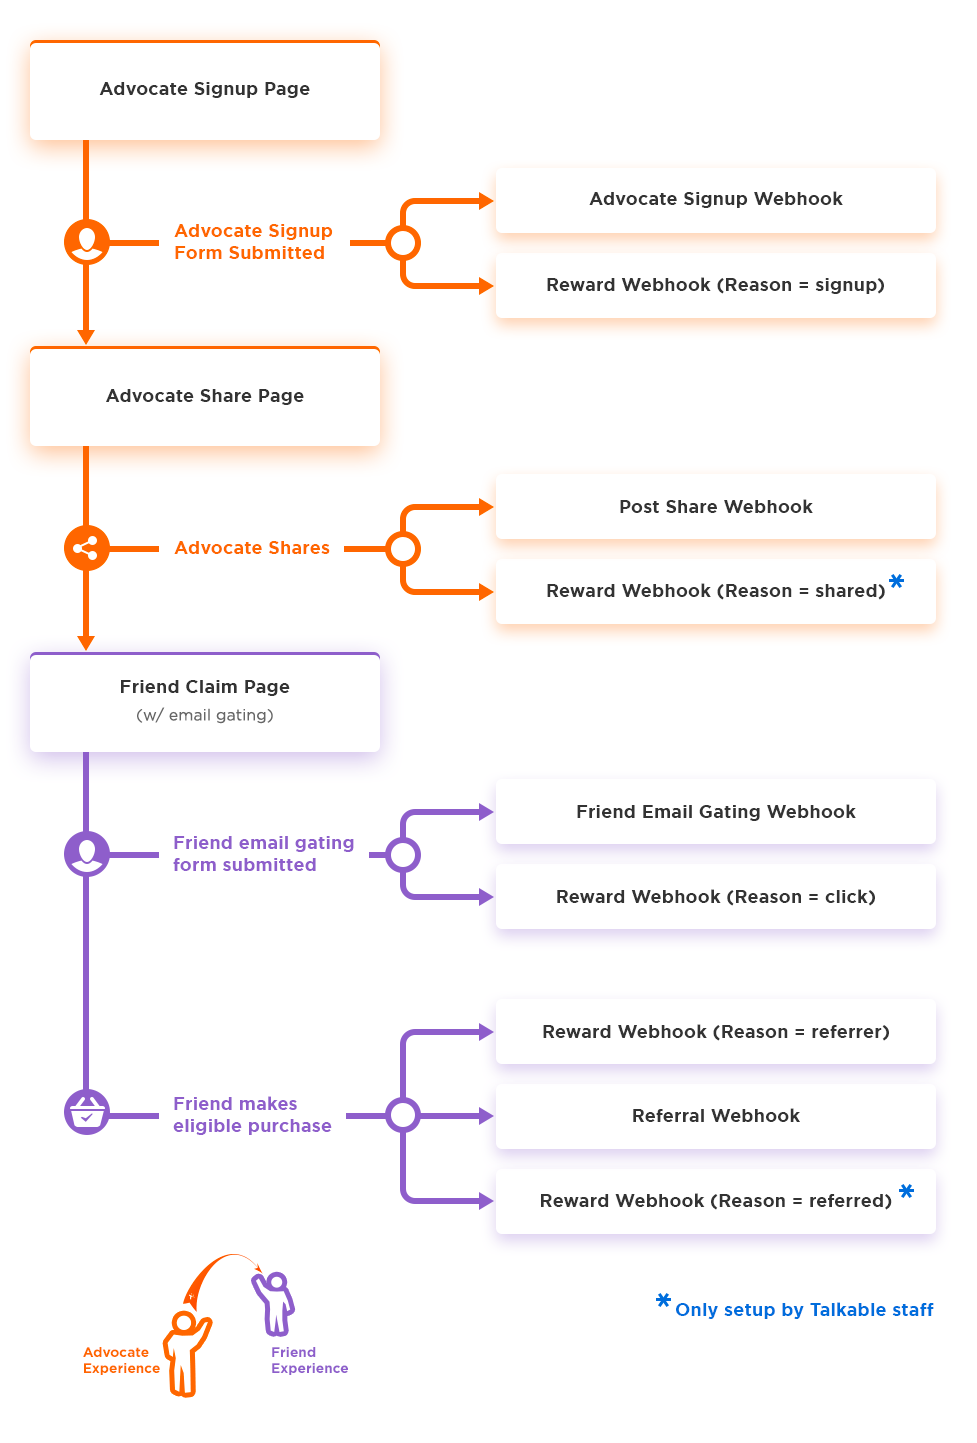 Advocate Signup Page
Advocate Signup
Form Submitted
Advocate Signup Webhook
Reward Webhook (Reason = signup)
Advocate Share Page
Advocate Shares
Post Share Webhook
Reward Webhook (Reason = shared)*
Friend Claim Page
(w/ email gating)
Friend email gating
form submitted
Friend Email Gating Webhook
Reward Webhook (Reason = click)
Friend makes
eligible purchase
Reward Webhook (Reason = referrer)
Referral Webhook
Reward Webhook (Reason = referred) *
Advocate
Experience
Friend
Experience
* Only setup by Talkable staff